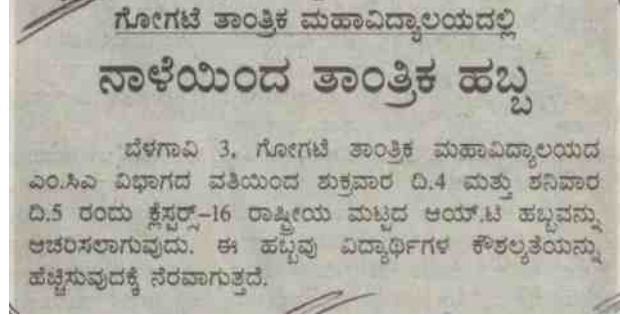 ಗೋಗಟೆ ತಾಂತ್ರಿಕ ಮಹಾವಿದ್ಯಾಲಯದಲ್ಲಿ
ನಾಳೆಯಿಂದ ತಾಂತ್ರಿಕ ಹಬ್ಬ
ಬೆಳಗಾವಿ 3, ಗೋಗಟೆ ತಾಂತ್ರಿಕ ಮಹಾವಿದ್ಯಾಲಯದ
ಎಂ.ಸಿಎ ವಿಭಾಗದ ವತಿಯಿಂದ ಶುಕ್ರವಾರ ದಿ.4 ಮತ್ತು ಶನಿವಾರ
ದಿ.5 ರಂದು ಕ್ಲೆಸ್ಟರ್ಸ್-16 ರಾಷ್ಟ್ರೀಯ ಮಟ್ಟದ ಆಯ್.ಟಿ ಹಬ್ಬವನ್ನು
ಆಚರಿಸಲಾಗುವುದು. ಈ ಹಬ್ಬವು ವಿದ್ಯಾರ್ಥಿಗಳ ಕೌಶಲ್ಯತೆಯನ್ನು
ಹೆಚ್ಚಿಸುವುದಕ್ಕೆ ನೆರವಾಗುತ್ತದೆ.